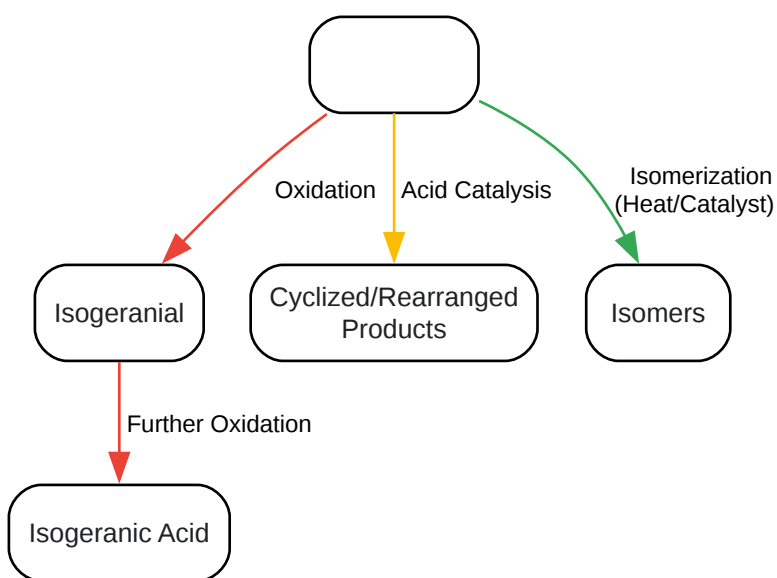 Oxidation
Acid Catalysis
Isomerization
(Heat/Catalyst)
Isogeranial
Cyclized/Rearranged
Products
Isomers
Further Oxidation
Isogeranic Acid